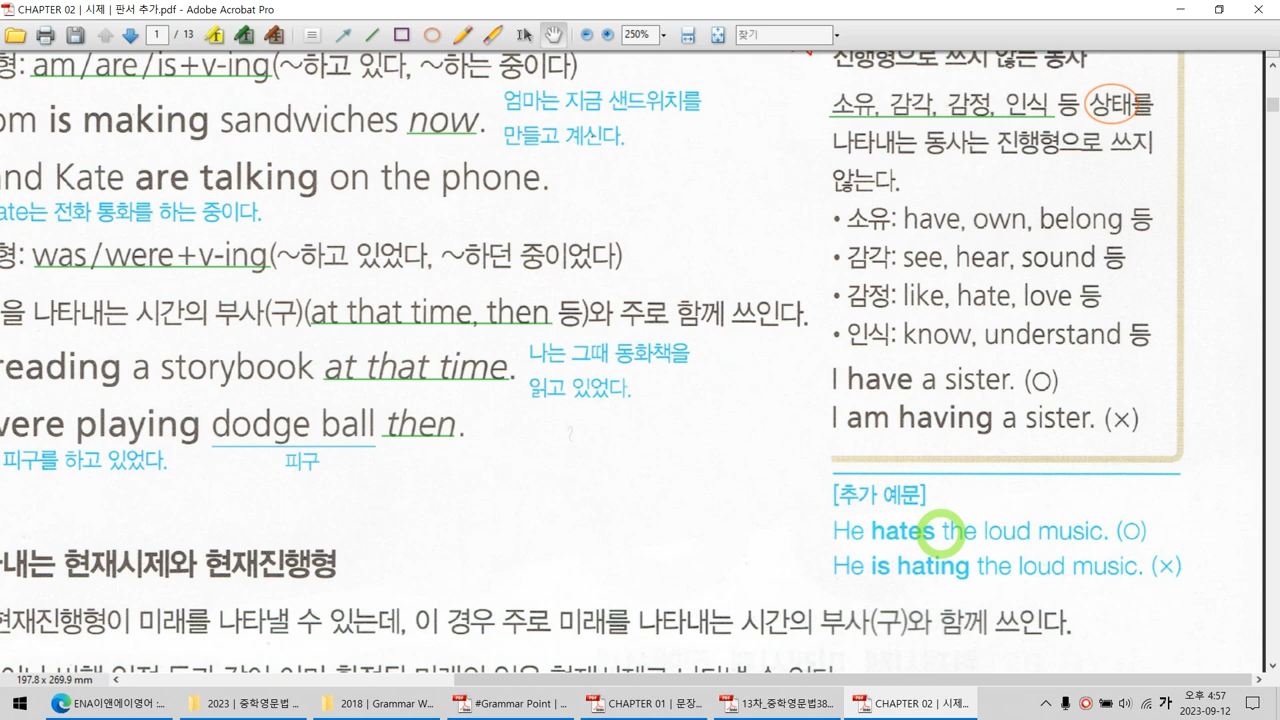 CHAPTER 02 | 시제 | 판서 추가.pdf - Adobe Acrobat Pro
1 / 13
250%
찾기
형: am/are/is+v-ing(~하고 있다, ~하는 중이다)
om is making sandwiches now.
엄마는 지금 샌드위치를
만들고 계신다.
and Kate are talking on the phone.
ate는 전화 통화를 하는 중이다.
형: was/were+v-ing(~하고 있었다, ~하던 중이었다)
을 나타내는 시간의 부사(구)(at that time, then 등)와 주로 함께 쓰인다.
reading a storybook at that time.
나는 그때 동화책을
읽고 있었다.
were playing dodge ball then.
피구를 하고 있었다.
피구
나내는 현재시제와 현재진행형
현재진행형이 미래를 나타낼 수 있는데, 이 경우 주로 미래를 나타내는 시간의 부사(구)와 함께 쓰인다.
진행형으로 쓰지 않는 동사
소유, 감각, 감정, 인식 등 상태를
나타내는 동사는 진행형으로 쓰지
않는다.
• 소유: have, own, belong 등
• 감각: see, hear, sound 등
• 감정: like, hate, love 등
• 인식: know, understand 등
I have a sister. (○)
I am having a sister. (×)
[추가 예문]
He hates the loud music. (○)
He is hating the loud music. (×)
197.8 x 269.9 mm
ENA이앤에이영어 :...
2023 | 중학영문법 ...
2018 | Grammar W...
#Grammar Point | ...
CHAPTER 01 | 문장...
13차_중학영문법38...
CHAPTER 02 | 시제...
가
오후 4:57
2023-09-12